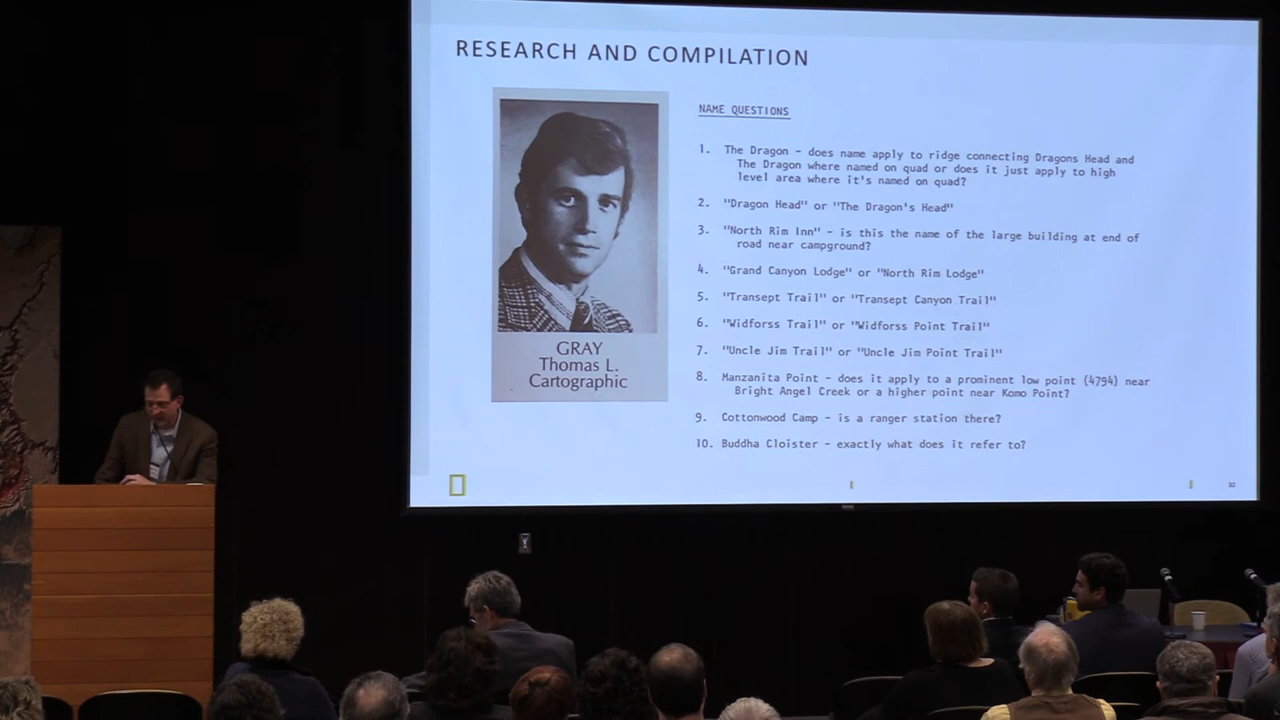 RESEARCH AND COMPILATION
GRAY
Thomas L.
Cartographic
NAME QUESTIONS
1. The Dragon - does name apply to ridge connecting Dragons Head and
The Dragon where named on quad or does it just apply to high
level area where it's named on quad?
2. "Dragon Head" or "The Dragon's Head"
3. "North Rim Inn" - is this the name of the large building at end of
road near campground?
4. "Grand Canyon Lodge" or "North Rim Lodge"
5. "Transept Trail" or "Transept Canyon Trail"
6. "Widforss Trail" or "Widforss Point Trail"
7. "Uncle Jim Trail" or "Uncle Jim Point Trail"
8. Manzanita Point - does it apply to a prominent low point (4794) near
Bright Angel Creek or a higher point near Komo Point?
9. Cottonwood Camp - is a ranger station there?
10. Buddha Cloister - exactly what does it refer to?